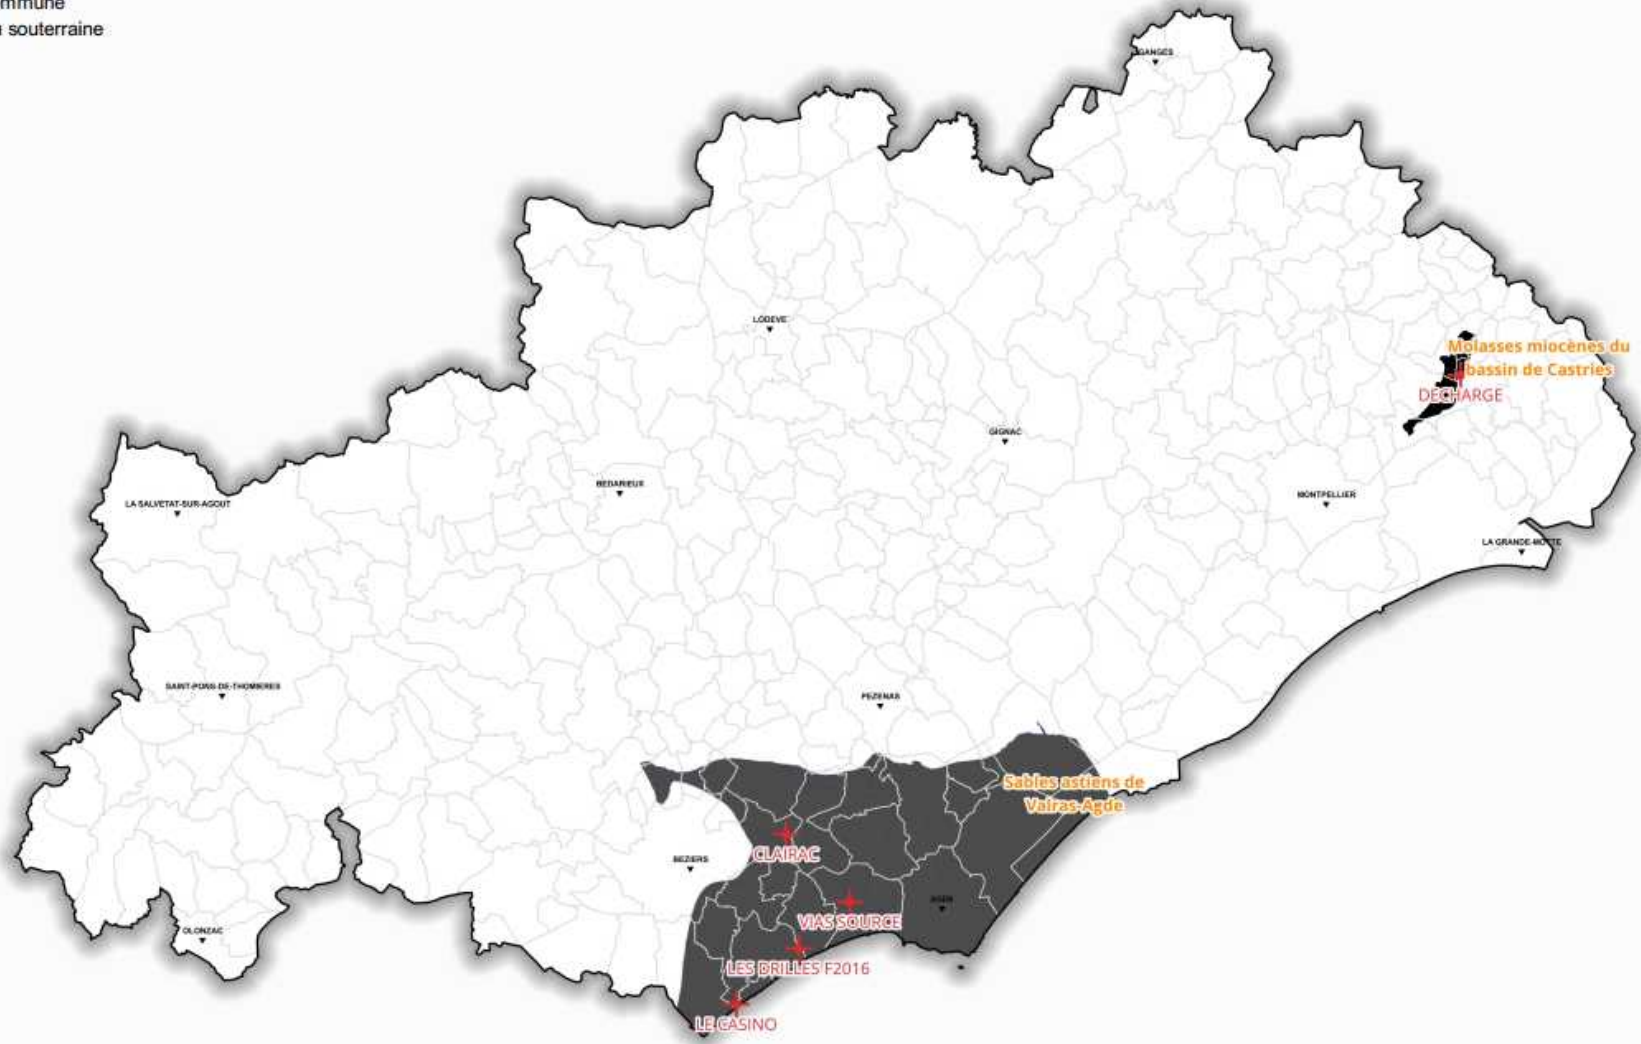 mmune
souterraine
GANGES
LODEVE
Molasses miocènes du
bassin de Castries
DECHARGE
GIGNAC
BEDARIEUX
MONTPELLIER
LA SALVETAT-SUR-AGOUT
LA GRANDE-MOTTE
SAINT-PONS-DE-THOMIERES
PEZENAS
Sables astiens de
Valras-Agde
CLAIRAC
BEZIERS
AGDE
VIAS SOURCE
OLONZAC
LES DRILLES F2016
LE CASINO